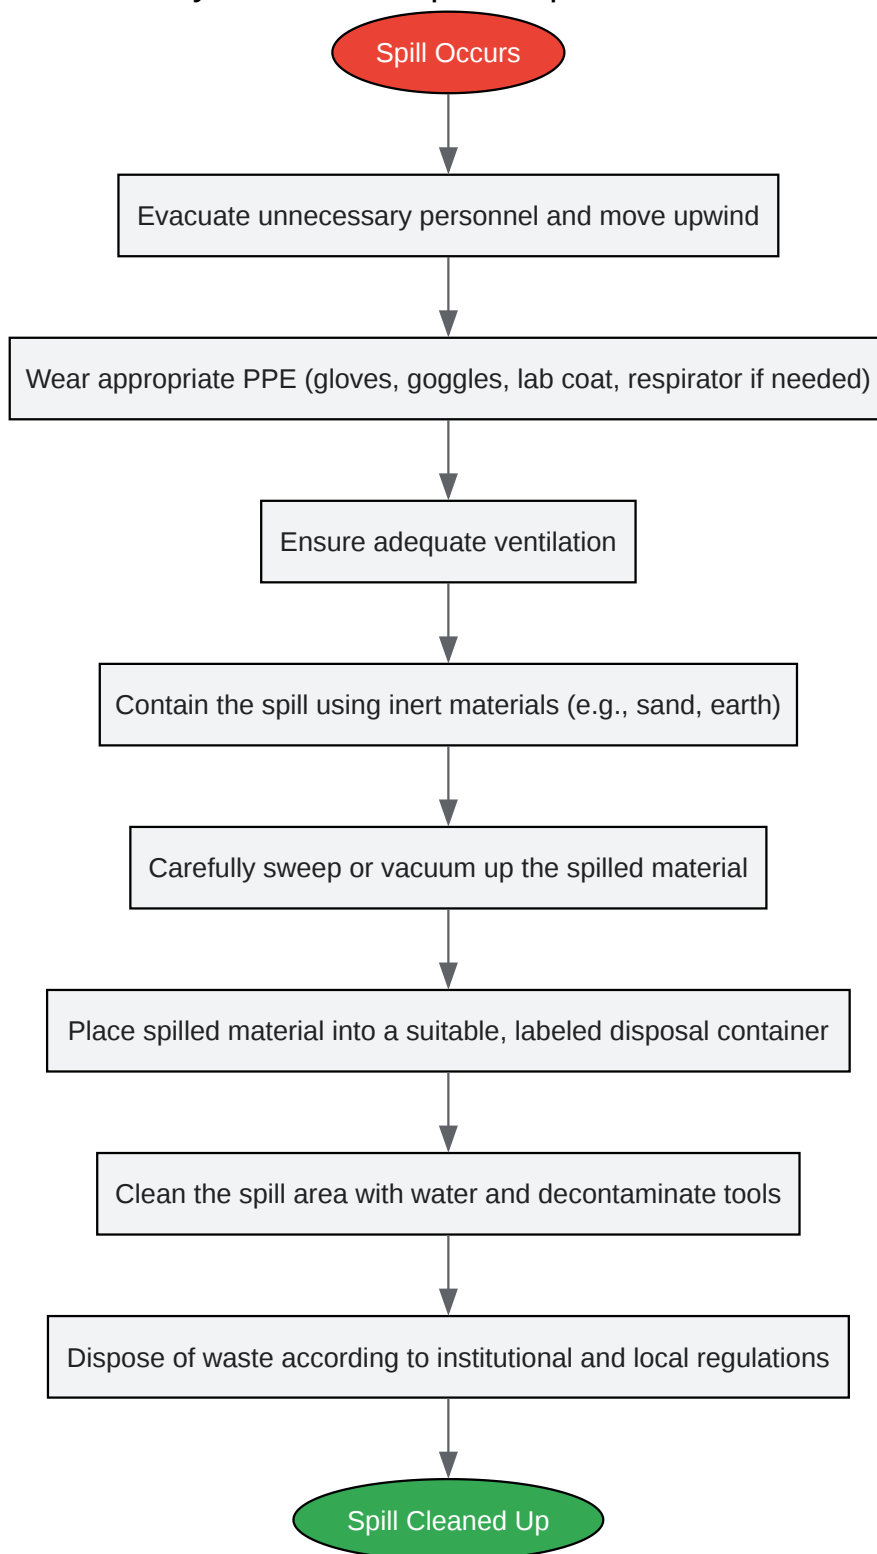 Spill Occurs
Evacuate unnecessary personnel and move upwind
Wear appropriate PPE (gloves, goggles, lab coat, respirator if needed)
Ensure adequate ventilation
Contain the spill using inert materials (e.g., sand, earth)
Carefully sweep or vacuum up the spilled material
Place spilled material into a suitable, labeled disposal container
Clean the spill area with water and decontaminate tools
Dispose of waste according to institutional and local regulations
Spill Cleaned Up